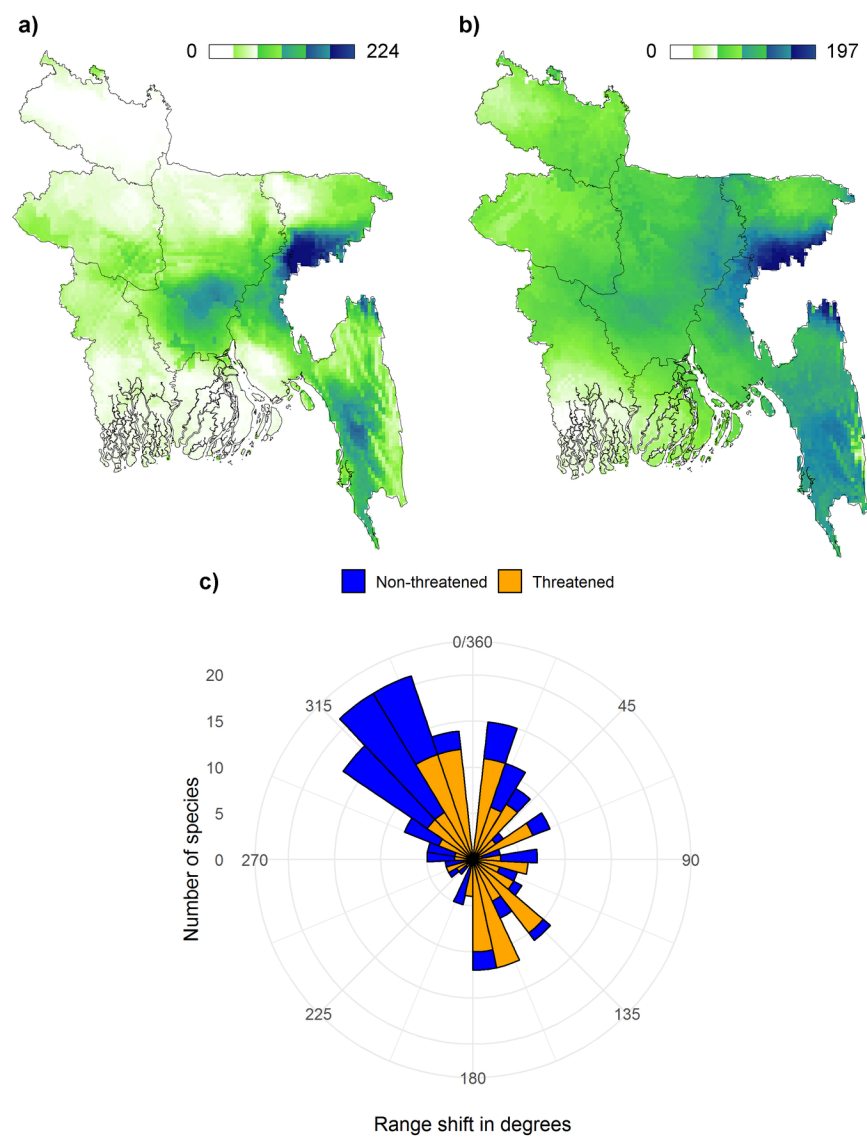 a)
0 224
b)
0 197
c)
Non-threatened Threatened
0/360
20
315
45
15
10
5
0
270
90
225
135
180
Number of species
Range shift in degrees